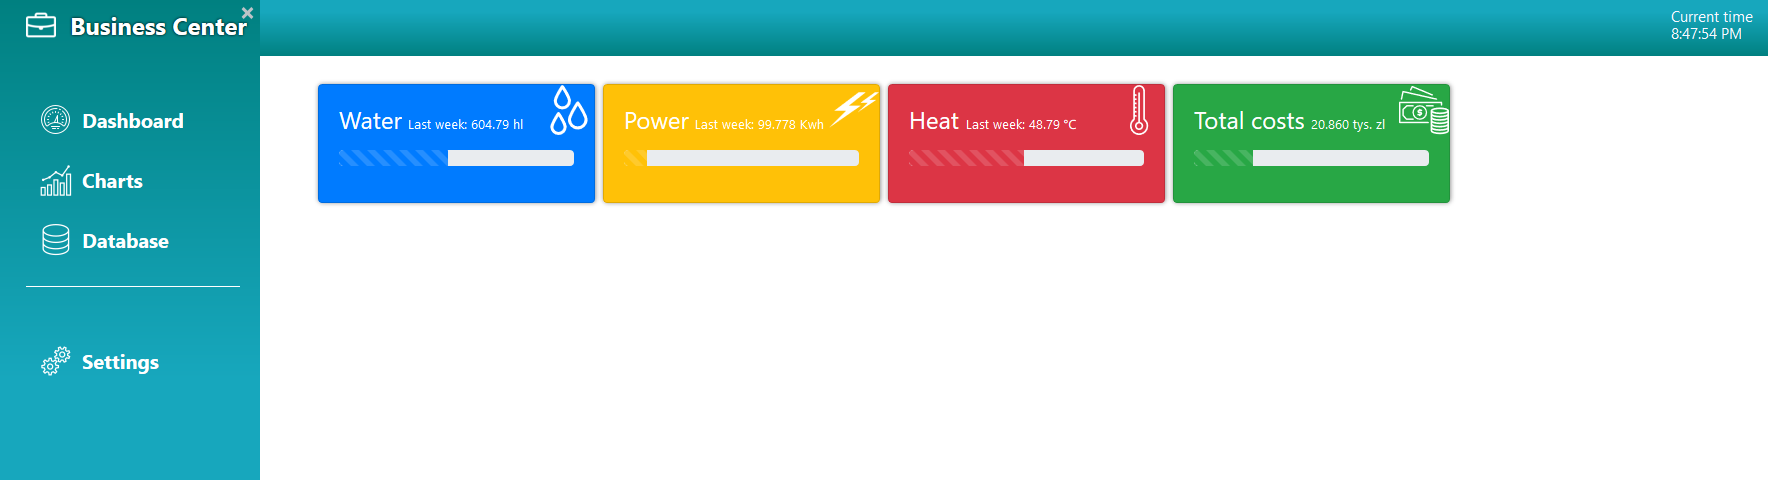 Business Center ×
Current time
8:47:54 PM
Dashboard
Charts
Database
Settings
Water Last week: 604.79 hl
Power Last week: 99.778 Kwh
Heat Last week: 48.79 °C
Total costs 20.860 tys. zl
$